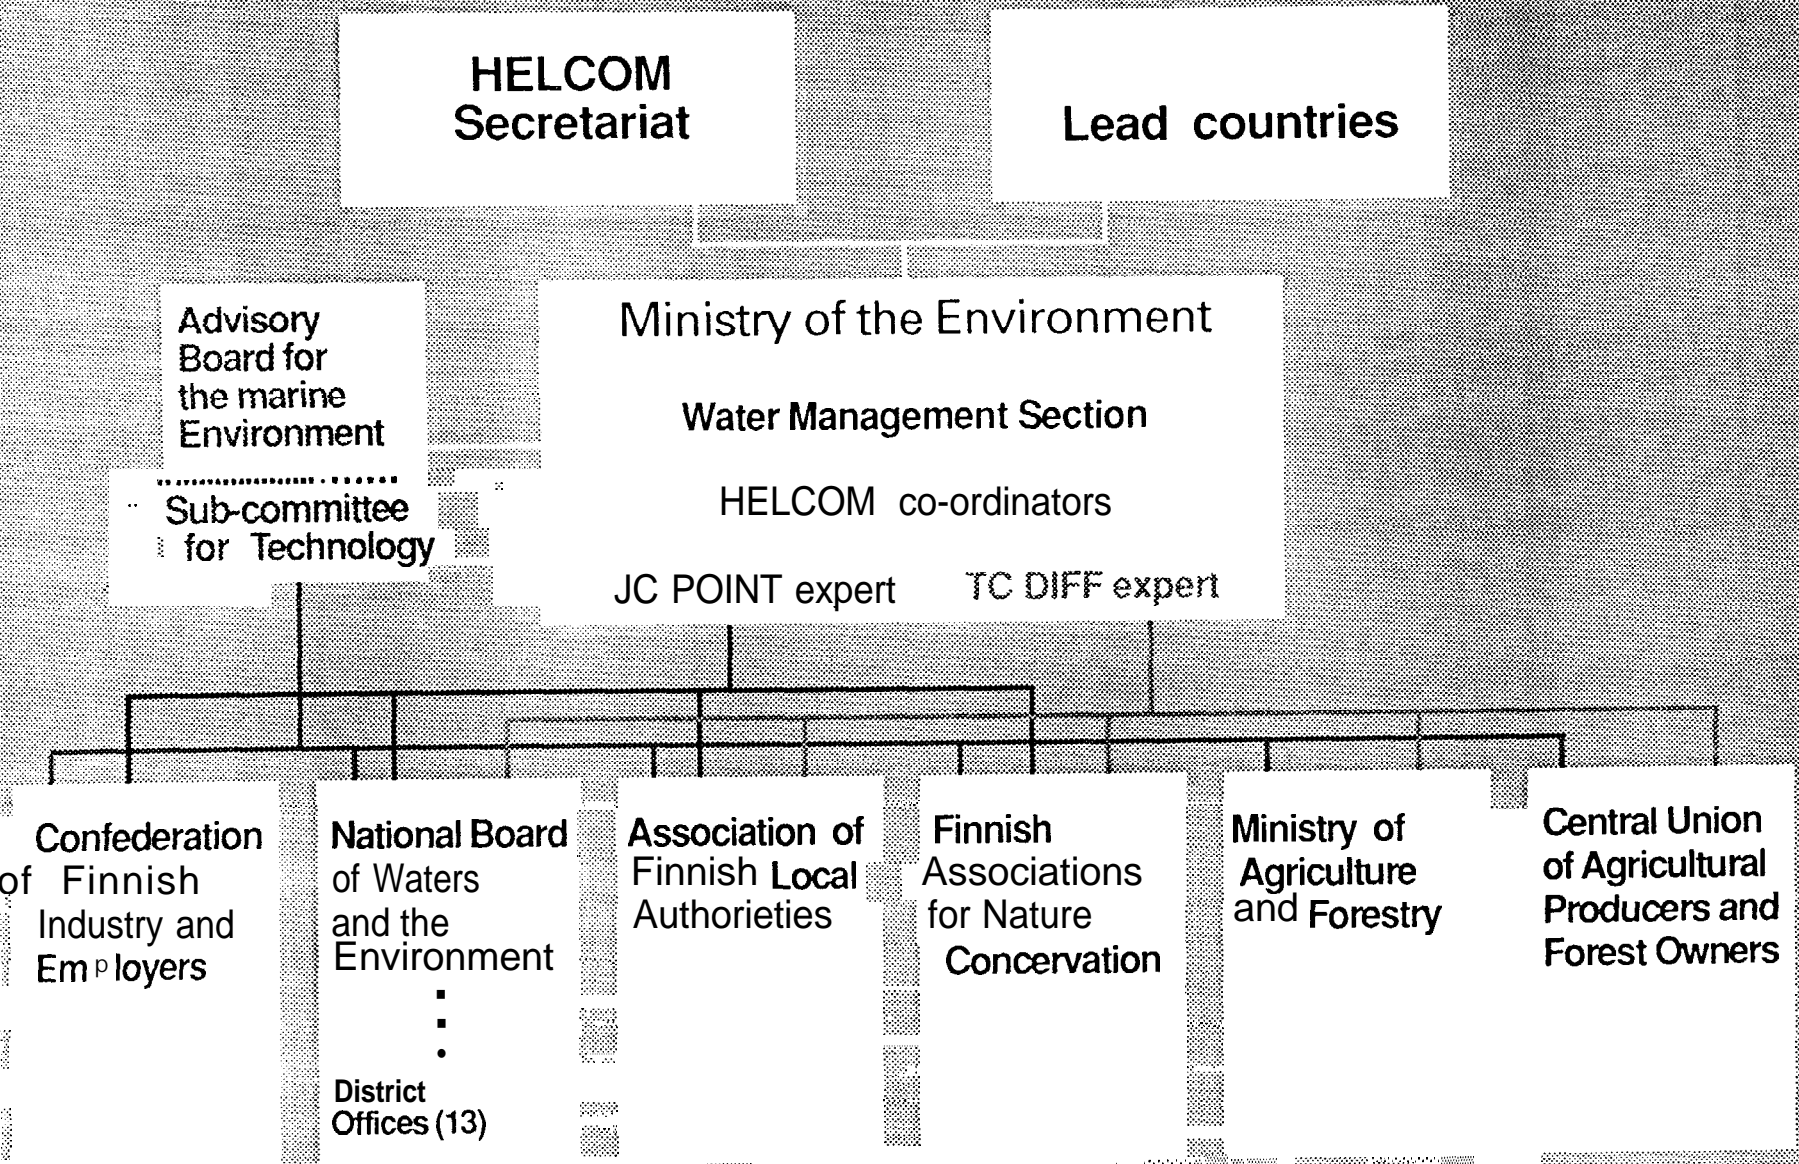 HELCOM
Secretariat
Lead countries
Advisory
Board for
the marine
Environment
Sub-committee
for Technology
Ministry of the Environment
Water Management Section
HELCOM co-ordinators
JC POINT expert
TC DIFF expert
Confederation
of Finnish
Industry and
Employers
National Board
of Waters
and the
Environment
District
Offices (13)
Association of
Finnish Local
Authorieties
Finnish
Associations
for Nature
Concervation
Ministry of
Agriculture
and Forestry
Central Union
of Agricultural
Producers and
Forest Owners